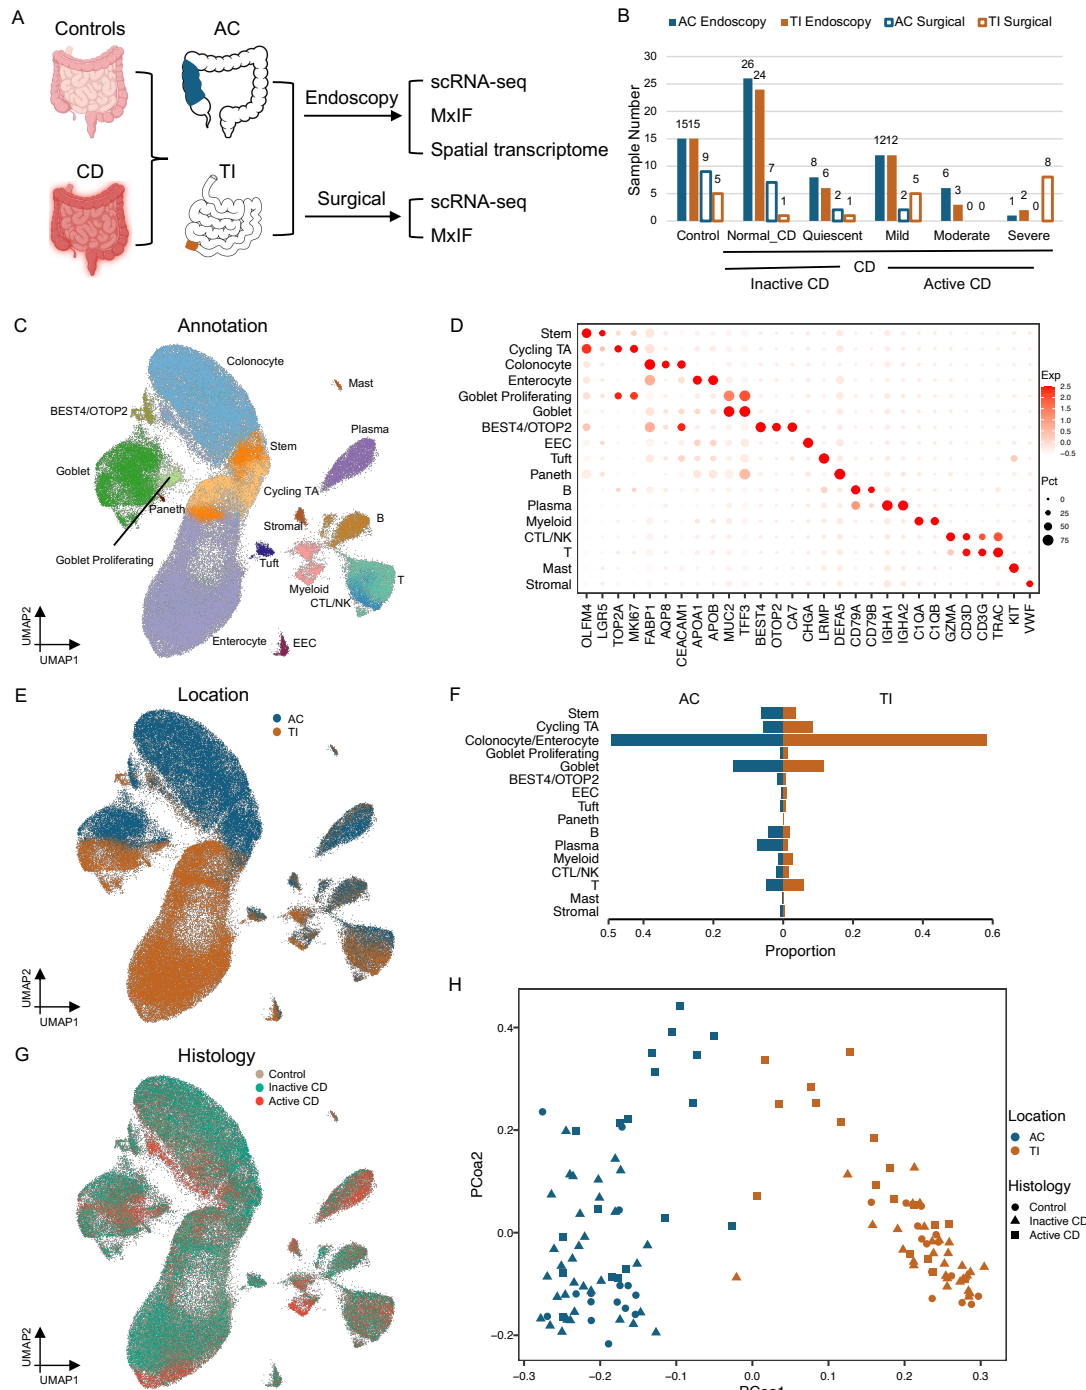 A
Controls
AC
CD
TI
Endoscopy
scRNA-seq
MxIF
Spatial transcriptome
Surgical
scRNA-seq
MxIF
B
AC Endoscopy TI Endoscopy AC Surgical TI Surgical
Sample Number
30
25
20
15
10
5
0
15 15 9 5
26 24 7 1
8 6 2 1
12 12 2 5
6 3 0 0
1 2 0 8
Control Normal_CD Quiescent Mild Moderate Severe
CD
Inactive CD Active CD
C
Annotation
Colonocyte
Mast
BEST4/OTOP2
Plasma
Stem
Goblet
Cycling TA
Paneth
B
Stromal
Goblet Proliferating
Tuft
T
Myeloid
CTL/NK
Enterocyte
EEC
UMAP2
UMAP1
D
Stem
Cycling TA
Colonocyte
Enterocyte
Goblet Proliferating
Goblet
BEST4/OTOP2
EEC
Tuft
Paneth
B
Plasma
Myeloid
CTL/NK
T
Mast
Stromal
OLFM4 LGR5 TOP2A MKI67 FABP1 AQP8 CEACAM1 APOA1 APOB MUC2 TFF3 BEST4 OTOP2 CA7 CHGA LRMP DEFA5 CD79A CD79B IGHA1 IGHA2 C1QA C1QB GZMA CD3D CD3G TRAC KIT VWF
Exp
2.5
2.0
1.5
1.0
0.5
0.0
−0.5
Pct
0
25
50
75
E
Location
AC
TI
UMAP2
UMAP1
F
AC TI
Stem
Cycling TA
Colonocyte/Enterocyte
Goblet Proliferating
Goblet
BEST4/OTOP2
EEC
Tuft
Paneth
B
Plasma
Myeloid
CTL/NK
T
Mast
Stromal
0.5 0.2 0.2 0.4 0.6
0
Proportion
G
Histology
Control
Inactive CD
Active CD
UMAP2
UMAP1
H
PCoa2
0.4
0.2
0.0
−0.2
−0.3 −0.2 −0.1 0.0 0.1 0.2 0.3
PCoa1
Location
AC
TI
Histology
Control
Inactive CD
Active CD